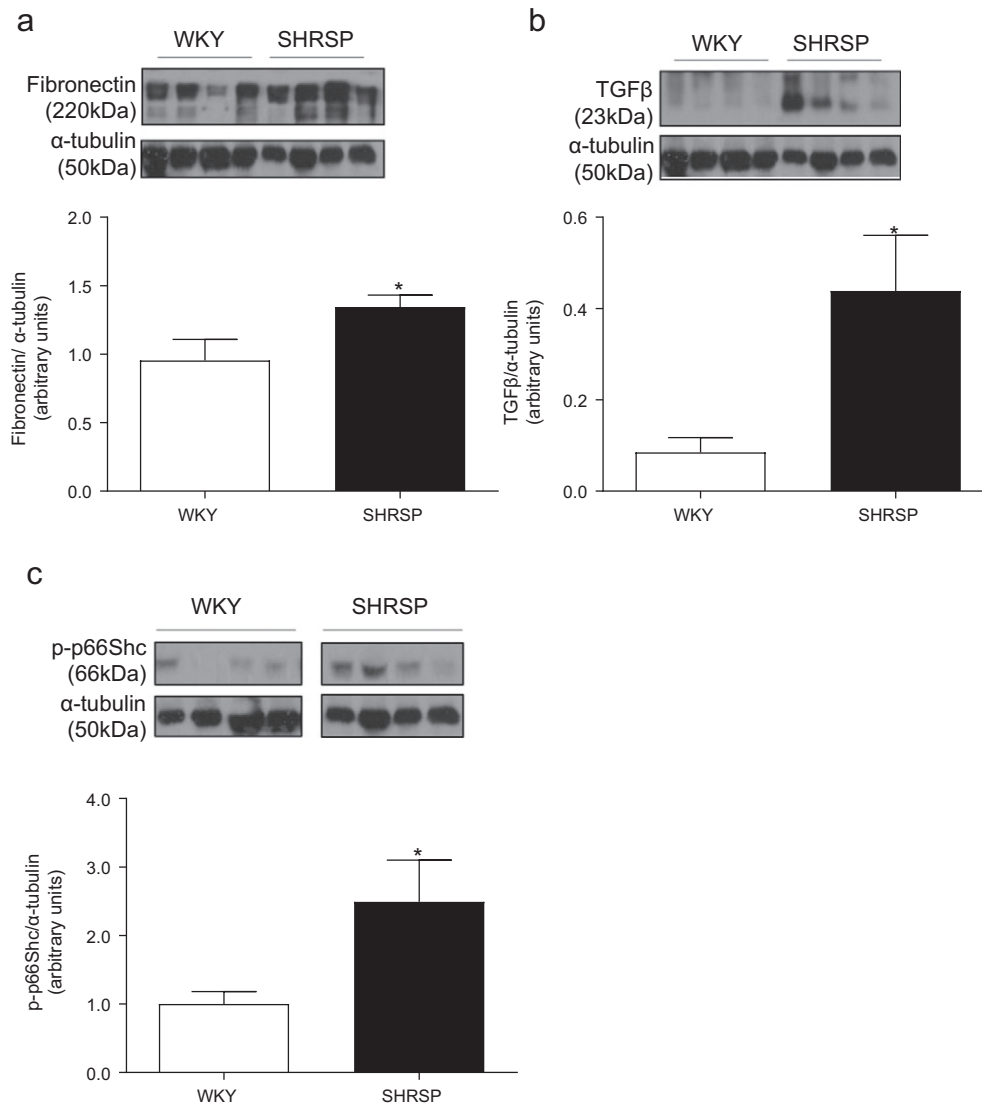 a
WKY SHRSP
Fibronectin
(220kDa)
α-tubulin
(50kDa)
2.0
1.5
1.0
0.5
0.0
Fibronectin/ α-tubulin
(arbitrary units)
*
WKY SHRSP
b
WKY SHRSP
TGFβ
(23kDa)
α-tubulin
(50kDa)
0.6
0.4
0.2
0.0
TGFβ/α-tubulin
(arbitrary units)
*
WKY SHRSP
c
WKY SHRSP
p-p66Shc
(66kDa)
α-tubulin
(50kDa)
4.0
3.0
2.0
1.0
0.0
p-p66Shc/α-tubulin
(arbitrary units)
*
WKY SHRSP